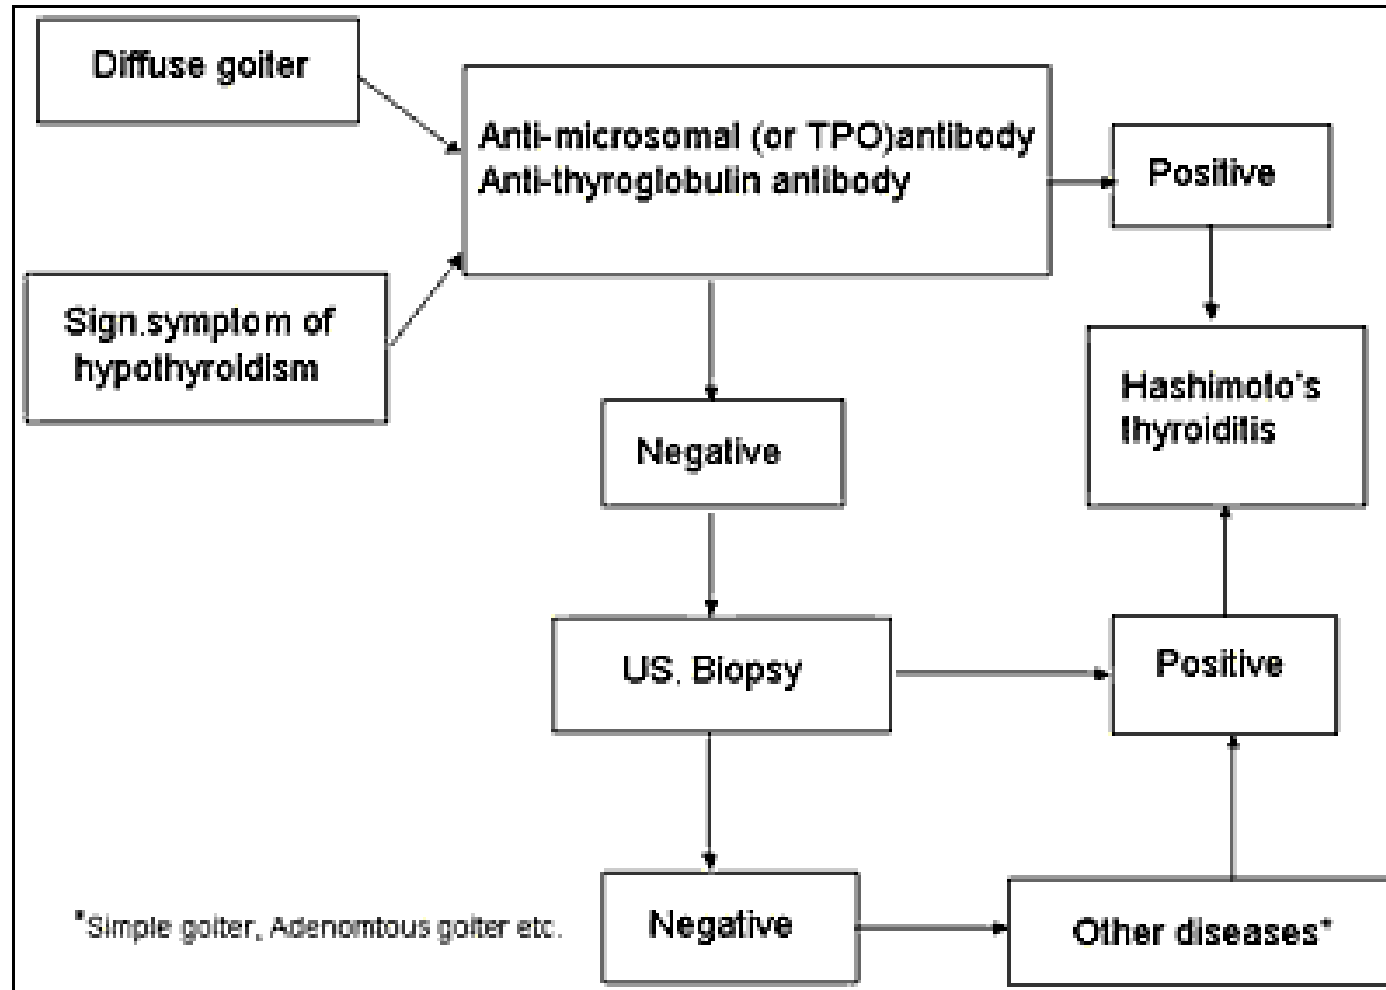 Diffuse goiter
Anti-microsomal (or TPO)antibody
Anti-thyroglobulin antibody
Positive
Sign.symptom of
hypothyroidism
Hashimoto's
thyroiditis
Negative
US. Biopsy
Positive
*Simple goiter, Adenomtous goiter etc.
Negative
Other diseases*